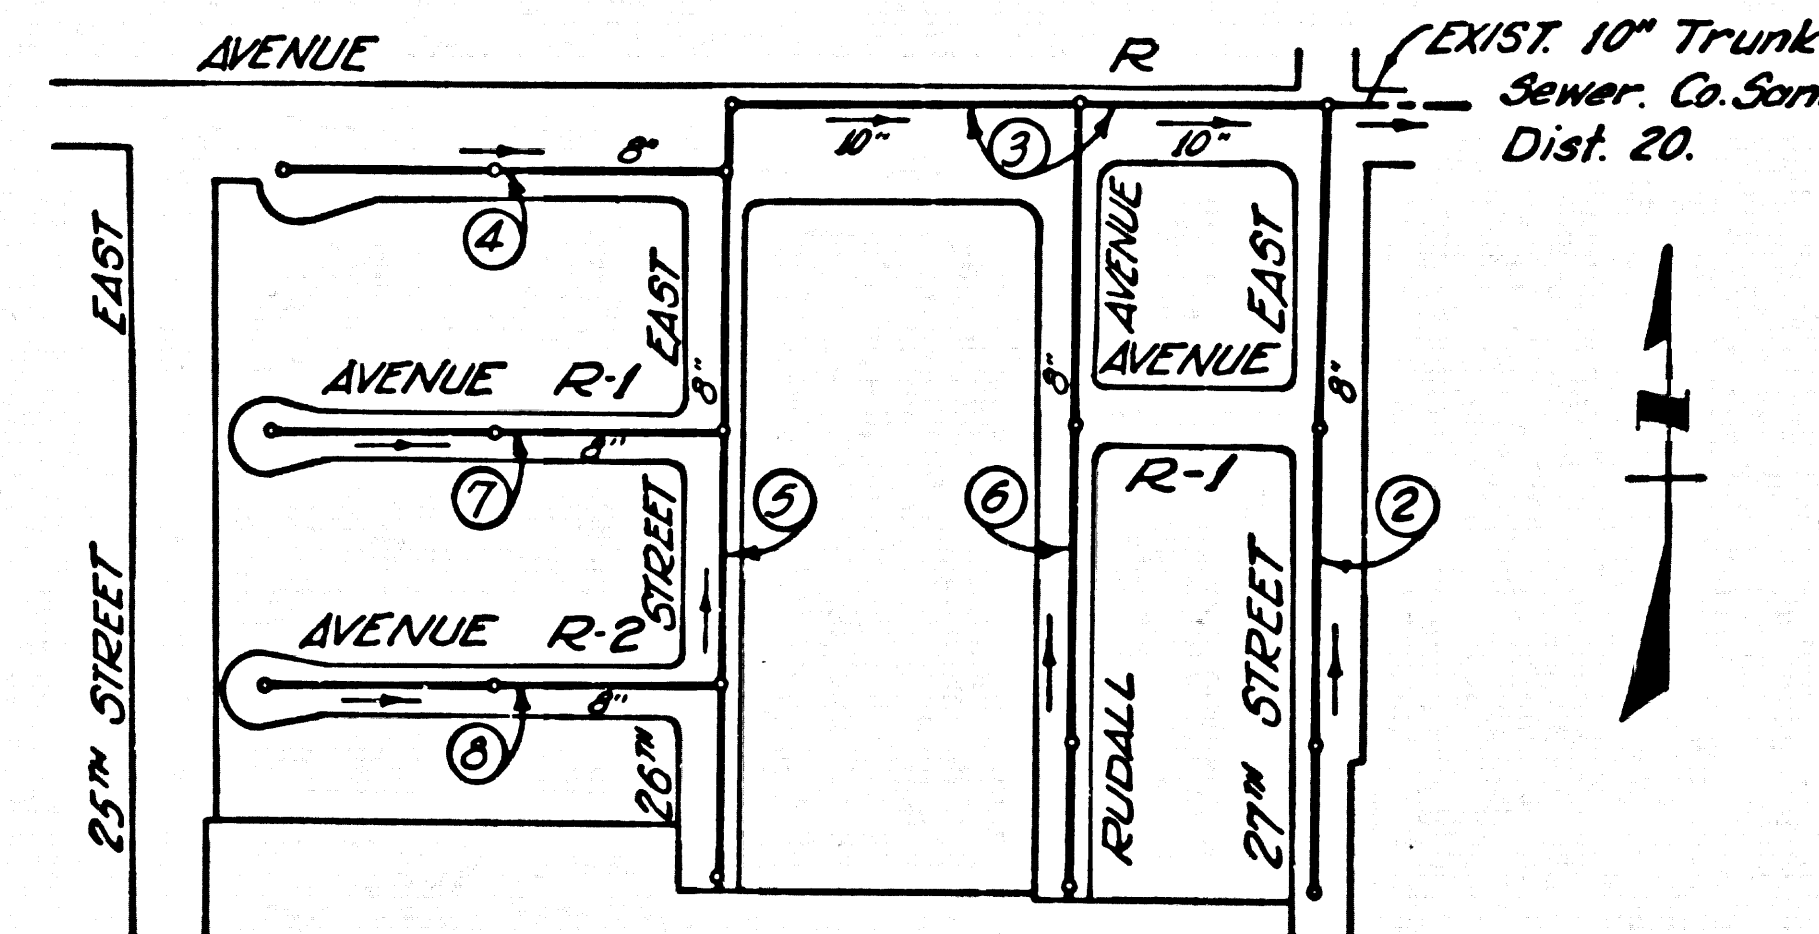 AVENUE R
EXIST. 10" Trunk
Sewer. Co. San
Dist. 20.
10" 3 10"
8"
4
EAST
EAST
AVENUE
EAST
AVENUE
AVENUE R-1
8"
8"
8"
8"
7
5
6
R-1
2
STREET
AVENUE R-2
8"
8
25TH STREET
26TH
RUDALL
27TH STREET
N